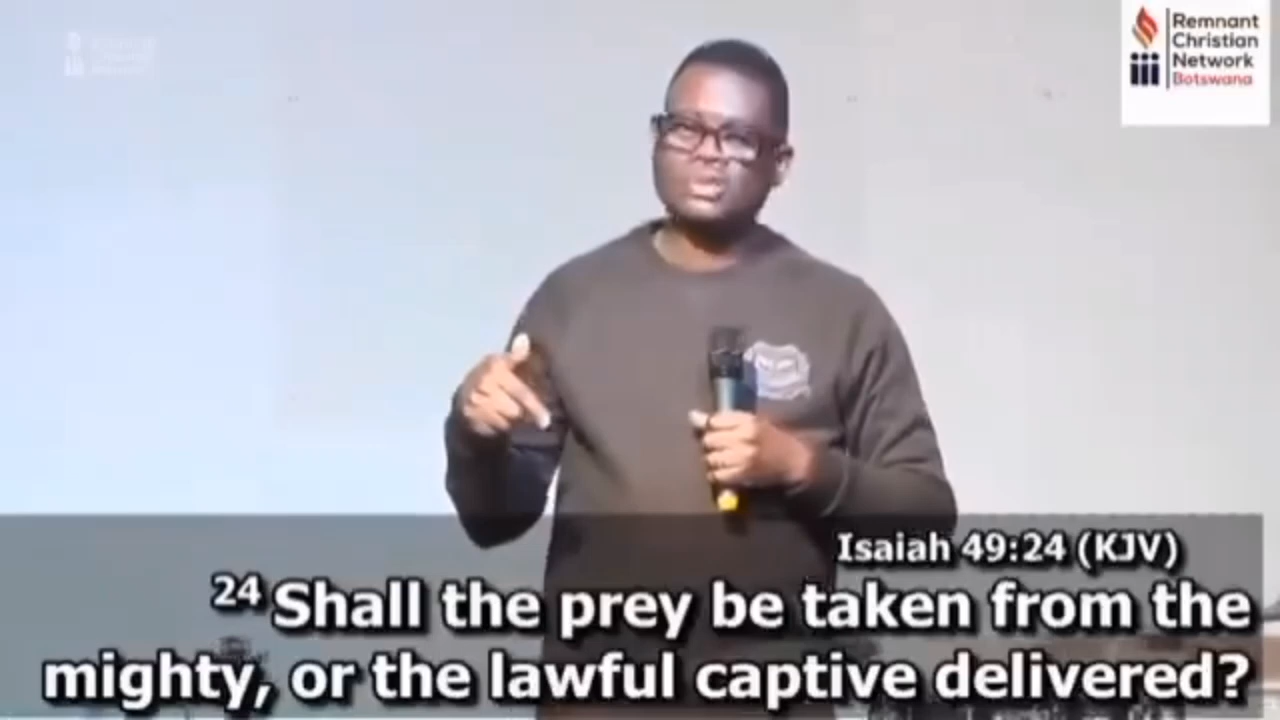 Remnant
Christian
Network
Botswana
Isaiah 49:24 (KJV)
24 Shall the prey be taken from the
mighty, or the lawful captive delivered?